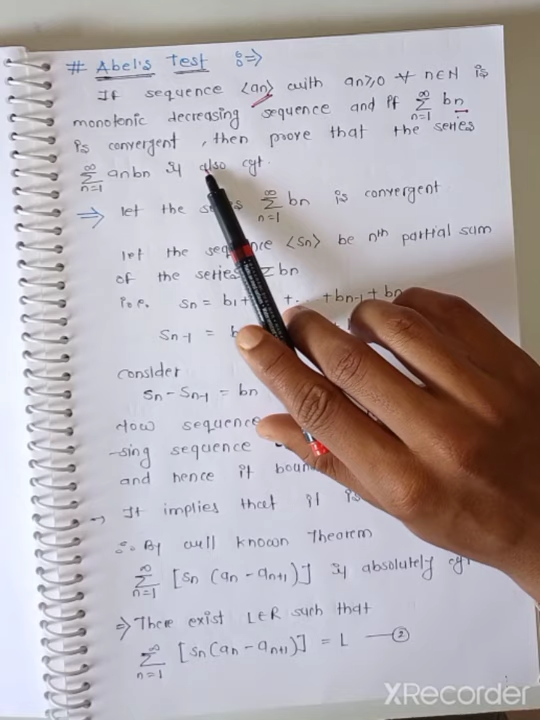 # Abel's Test :⇒
If sequence <an> with an≥0 ∀ n∈N is
monotonic decreasing sequence and if ∑_{n=1}^{∞} bn
is convergent, then prove that the series
∑_{n=1}^{∞} anbn is also cgt.
⇒ let the ∑_{n=1}^{∞} bn is convergent
let the sequence <sn> be nth partial sum
of the series ∑bn
i.e. sn = b1+ +...+bn-1+bn
sn-1 =
consider
sn - sn-1 = bn
Now sequence
-sing sequence
and hence it
→ It implies that it is
∴ By well known Theorem
∑_{n=1}^{∞} [sn (an - an+1)] is absolutely
⇒ There exist L∈R such that
∑_{n=1}^{∞} [sn(an - an+1)] = L —②
XRecorder